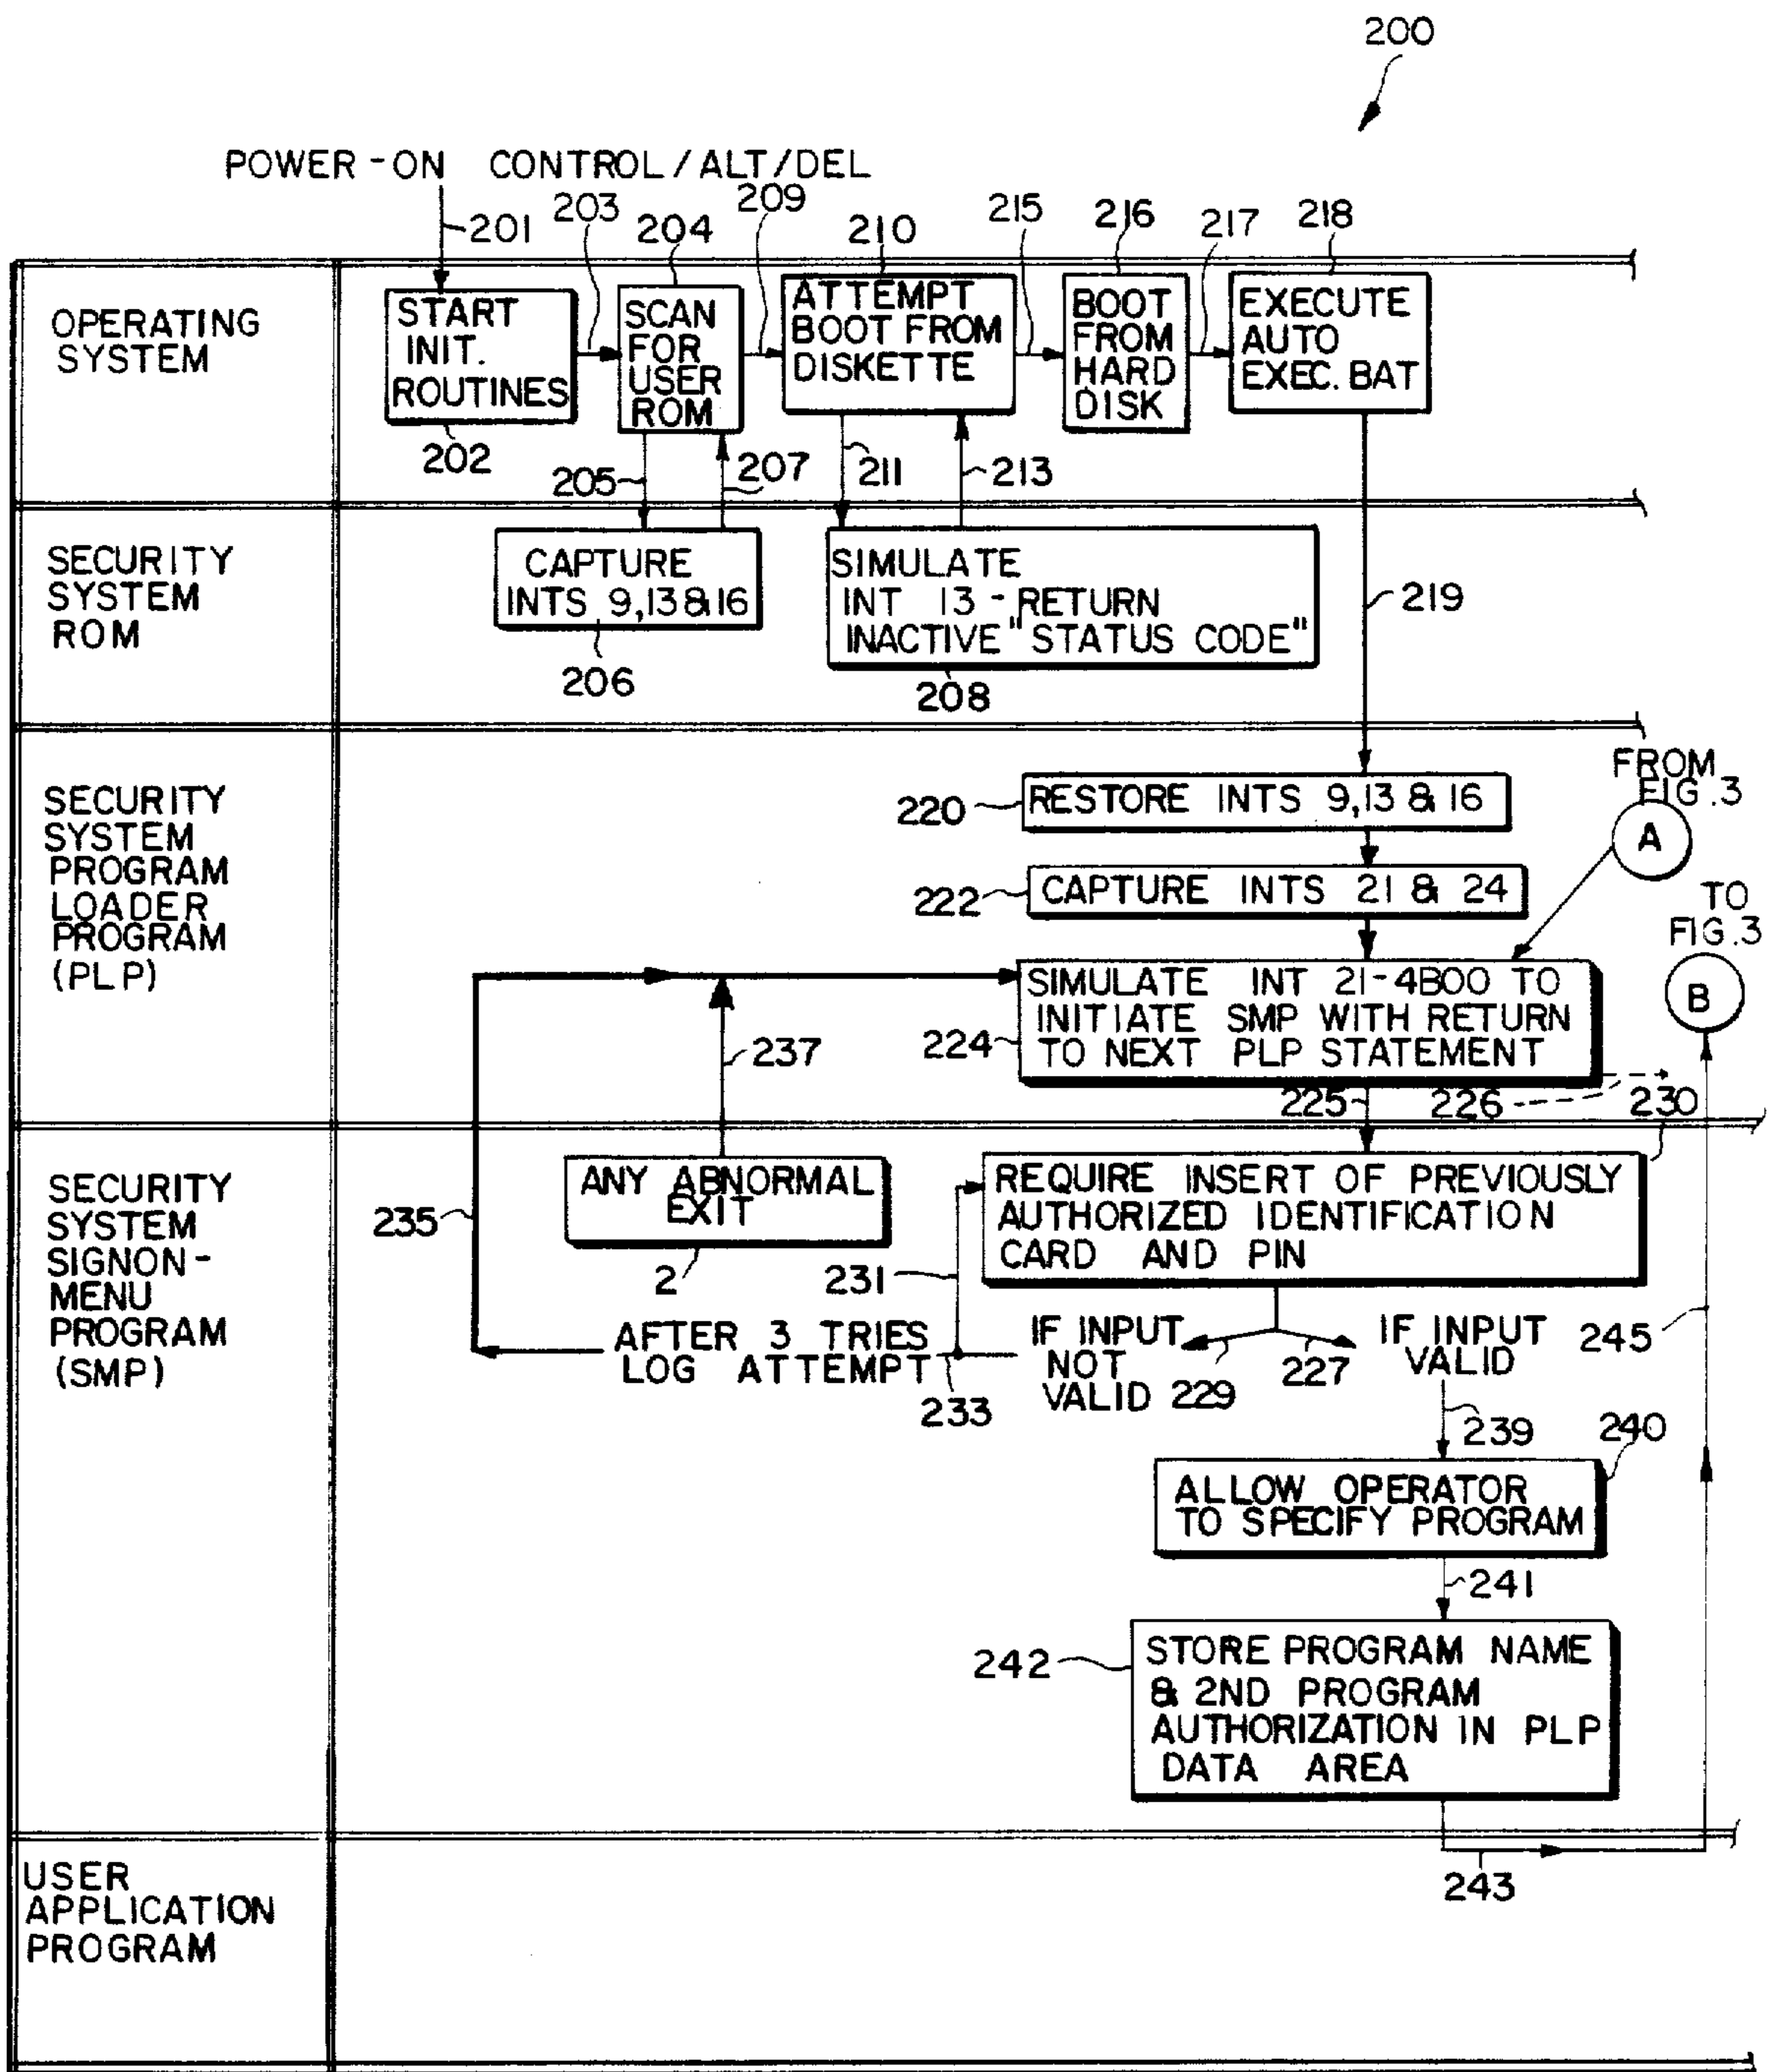 200
POWER-ON CONTROL/ALT/DEL
201
203
204
209
210
215
216
217
218
OPERATING
SYSTEM
START
INIT.
ROUTINES
202
SCAN
FOR
USER
ROM
ATTEMPT
BOOT FROM
DISKETTE
BOOT
FROM
HARD
DISK
EXECUTE
AUTO
EXEC. BAT
205
207
211
213
219
SECURITY
SYSTEM
ROM
CAPTURE
INTS 9,13 & 16
206
SIMULATE
INT 13 - RETURN
INACTIVE "STATUS CODE"
208
SECURITY
SYSTEM
PROGRAM
LOADER
PROGRAM
(PLP)
220
RESTORE INTS 9,13 & 16
FROM
FIG.3
A
222
CAPTURE INTS 21 & 24
TO
FIG.3
B
224
SIMULATE INT 21-4B00 TO
INITIATE SMP WITH RETURN
TO NEXT PLP STATEMENT
237
225
226
230
SECURITY
SYSTEM
SIGNON-
MENU
PROGRAM
(SMP)
235
ANY ABNORMAL
EXIT
2
REQUIRE INSERT OF PREVIOUSLY
AUTHORIZED IDENTIFICATION
CARD AND PIN
231
AFTER 3 TRIES
LOG ATTEMPT
233
IF INPUT
NOT
VALID
229
227
IF INPUT
VALID
245
239
240
ALLOW OPERATOR
TO SPECIFY PROGRAM
241
242
STORE PROGRAM NAME
& 2ND PROGRAM
AUTHORIZATION IN PLP
DATA AREA
243
USER
APPLICATION
PROGRAM